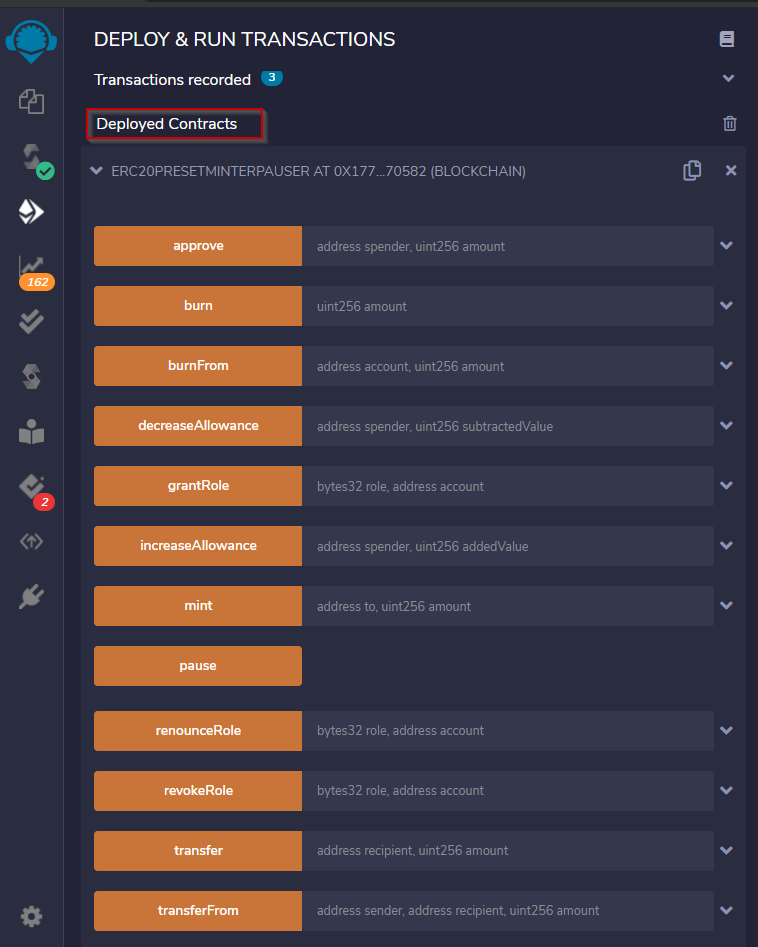 DEPLOY & RUN TRANSACTIONS
Transactions recorded 3
Deployed Contracts
ERC20PRESETMINTERPAUSER AT 0X177...70582 (BLOCKCHAIN)
approve address spender, uint256 amount
162
burn uint256 amount
burnFrom address account, uint256 amount
decreaseAllowance address spender, uint256 subtractedValue
grantRole bytes32 role, address account
2
increaseAllowance address spender, uint256 addedValue
mint address to, uint256 amount
pause
renounceRole bytes32 role, address account
revokeRole bytes32 role, address account
transfer address recipient, uint256 amount
transferFrom address sender, address recipient, uint256 amount